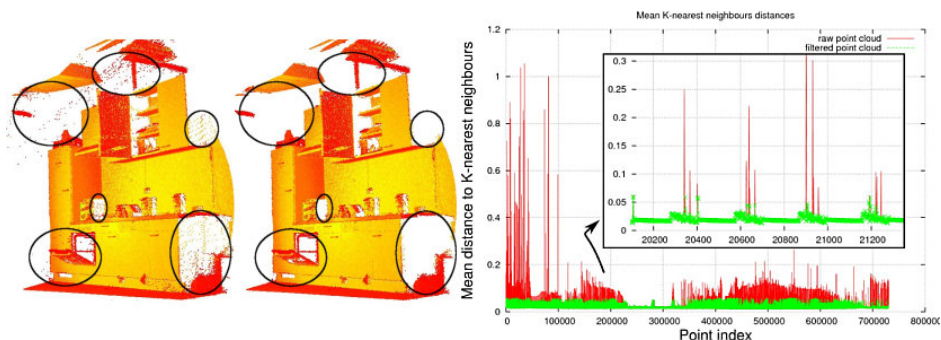 Mean K-nearest neighbours distances
raw point cloud
filtered point cloud
Mean distance to K-nearest neighbours
1.2
1
0.8
0.6
0.4
0.2
0
0.3
0.25
0.2
0.15
0.1
0.05
0
20200 20400 20600 20800 21000 21200
0 100000 200000 300000 400000 500000 600000 700000 800000
Point index